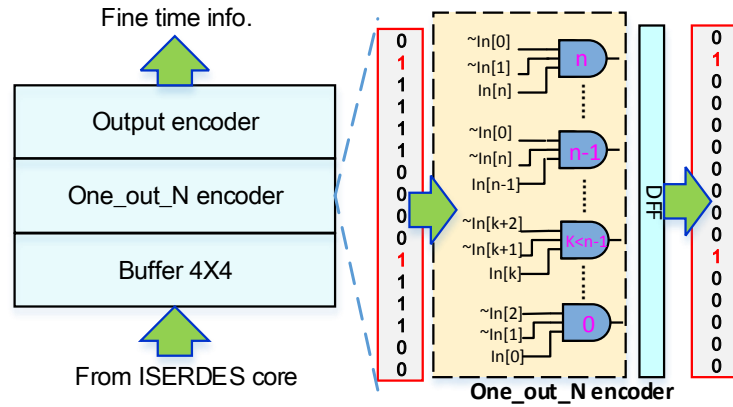 Fine time info.
Output encoder
One_out_N encoder
Buffer 4X4
From ISERDES core
0
1
1
1
1
1
0
0
0
0
1
1
1
1
0
0
~In[0]
~In[1]
In[n]
n
~In[0]
~In[n]
In[n-1]
n-1
~In[k+2]
~In[k+1]
In[k]
K<n-1
~In[2]
~In[1]
In[0]
0
One_out_N encoder
DFF
0
1
0
0
0
0
0
0
0
0
1
0
0
0
0
0